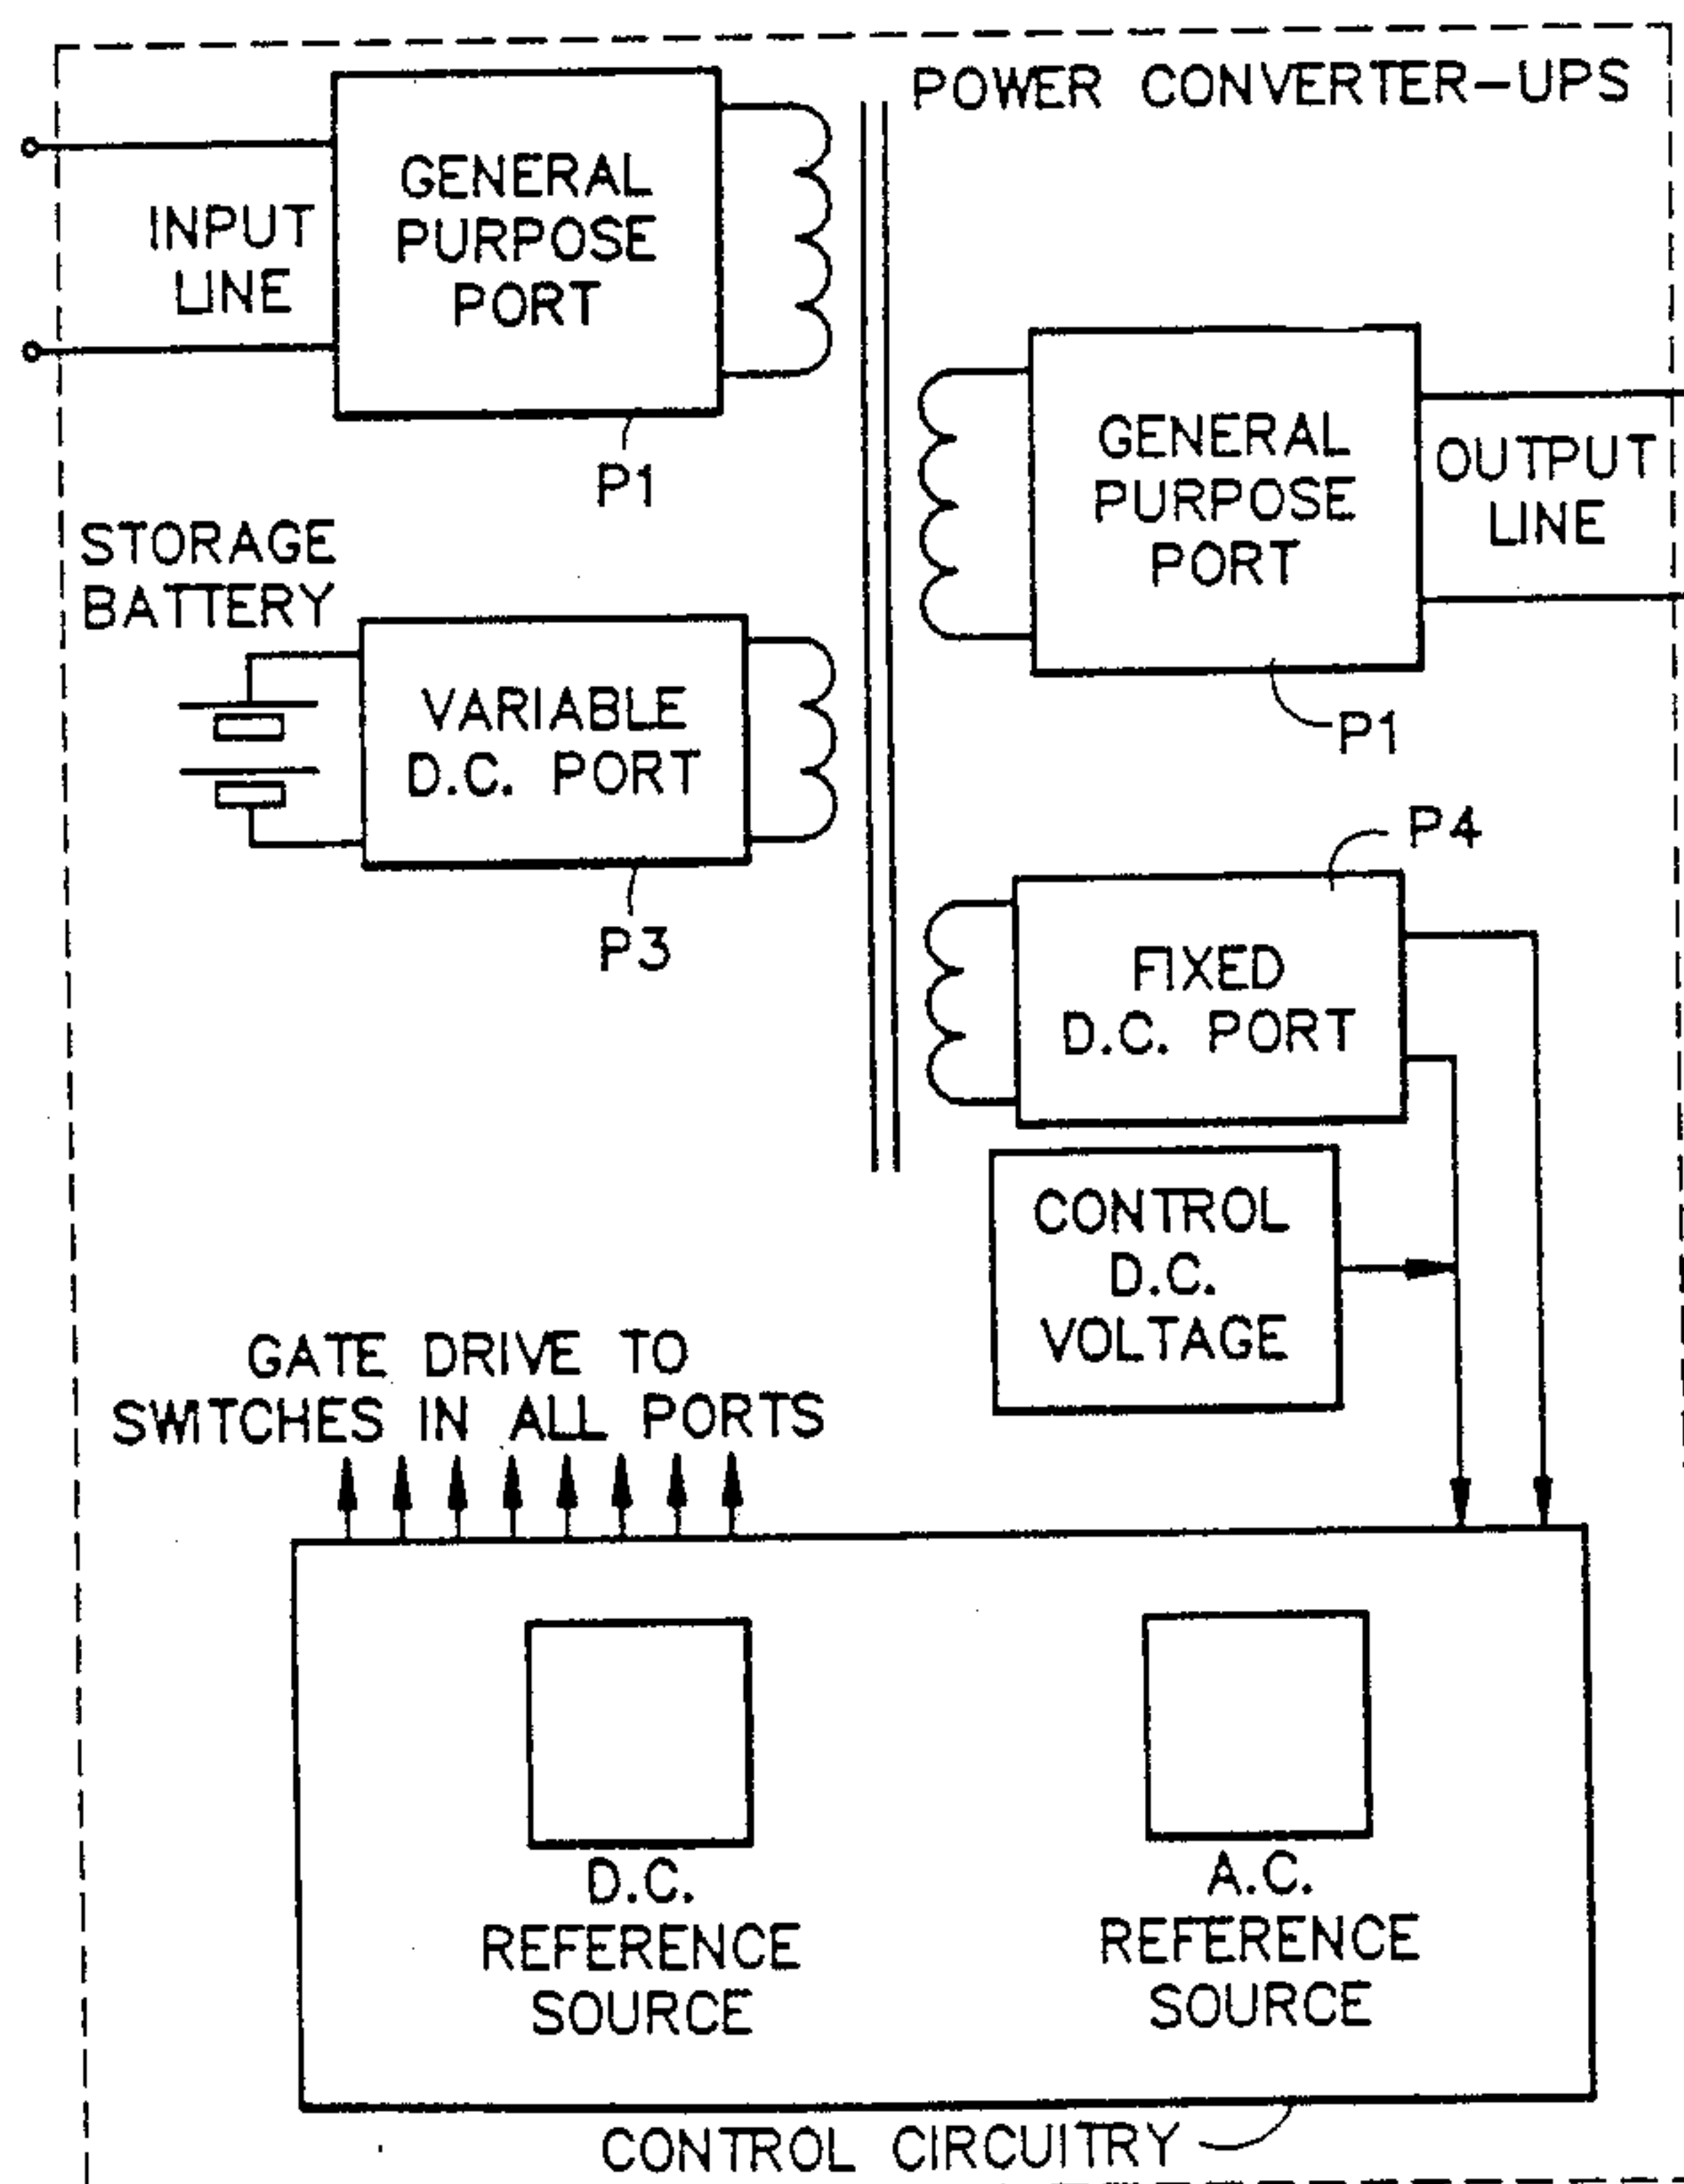 POWER CONVERTER-UPS
GENERAL
PURPOSE
PORT
INPUT
LINE
P1
GENERAL
PURPOSE
PORT
OUTPUT
LINE
P1
STORAGE
BATTERY
VARIABLE
D.C. PORT
P3
P4
FIXED
D.C. PORT
CONTROL
D.C.
VOLTAGE
GATE DRIVE TO
SWITCHES IN ALL PORTS
D.C.
REFERENCE
SOURCE
A.C.
REFERENCE
SOURCE
CONTROL CIRCUITRY